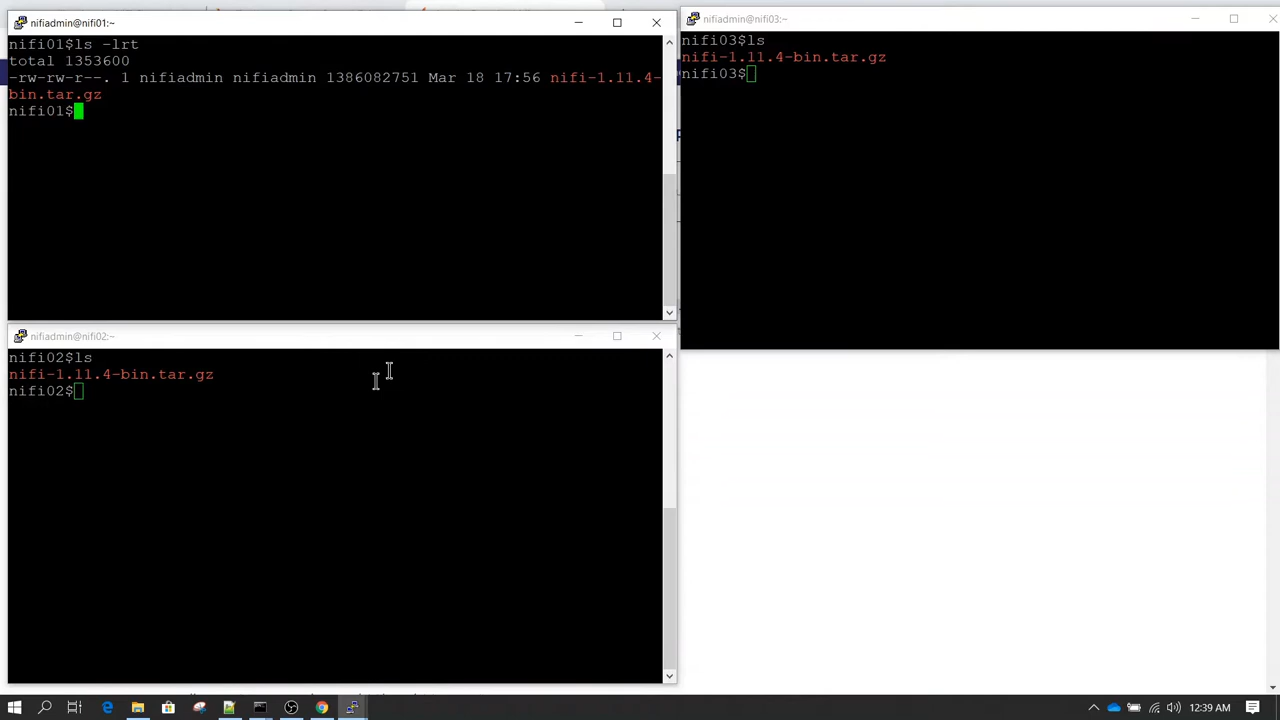 nifiadmin@nifi01:~
nifi01$ls -lrt
total 1353600
-rw-rw-r--. 1 nifiadmin nifiadmin 1386082751 Mar 18 17:56 nifi-1.11.4-
bin.tar.gz
nifi01$
nifiadmin@nifi03:~
nifi03$ls
nifi-1.11.4-bin.tar.gz
nifi03$
nifiadmin@nifi02:~
nifi02$ls
nifi-1.11.4-bin.tar.gz
nifi02$
12:39 AM